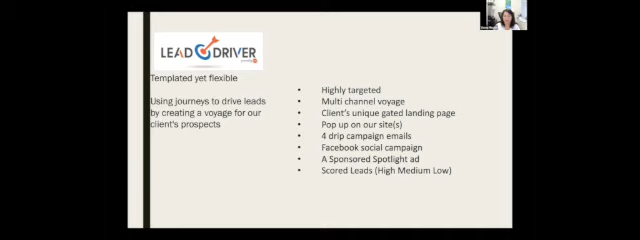 LEAD DRIVER
Templated yet flexible
Using journeys to drive leads
by creating a voyage for our
client's prospects
• Highly targeted
• Multi channel voyage
• Client's unique gated landing page
• Pop up on our site(s)
• 4 drip campaign emails
• Facebook social campaign
• A Sponsored Spotlight ad
• Scored Leads (High Medium Low)